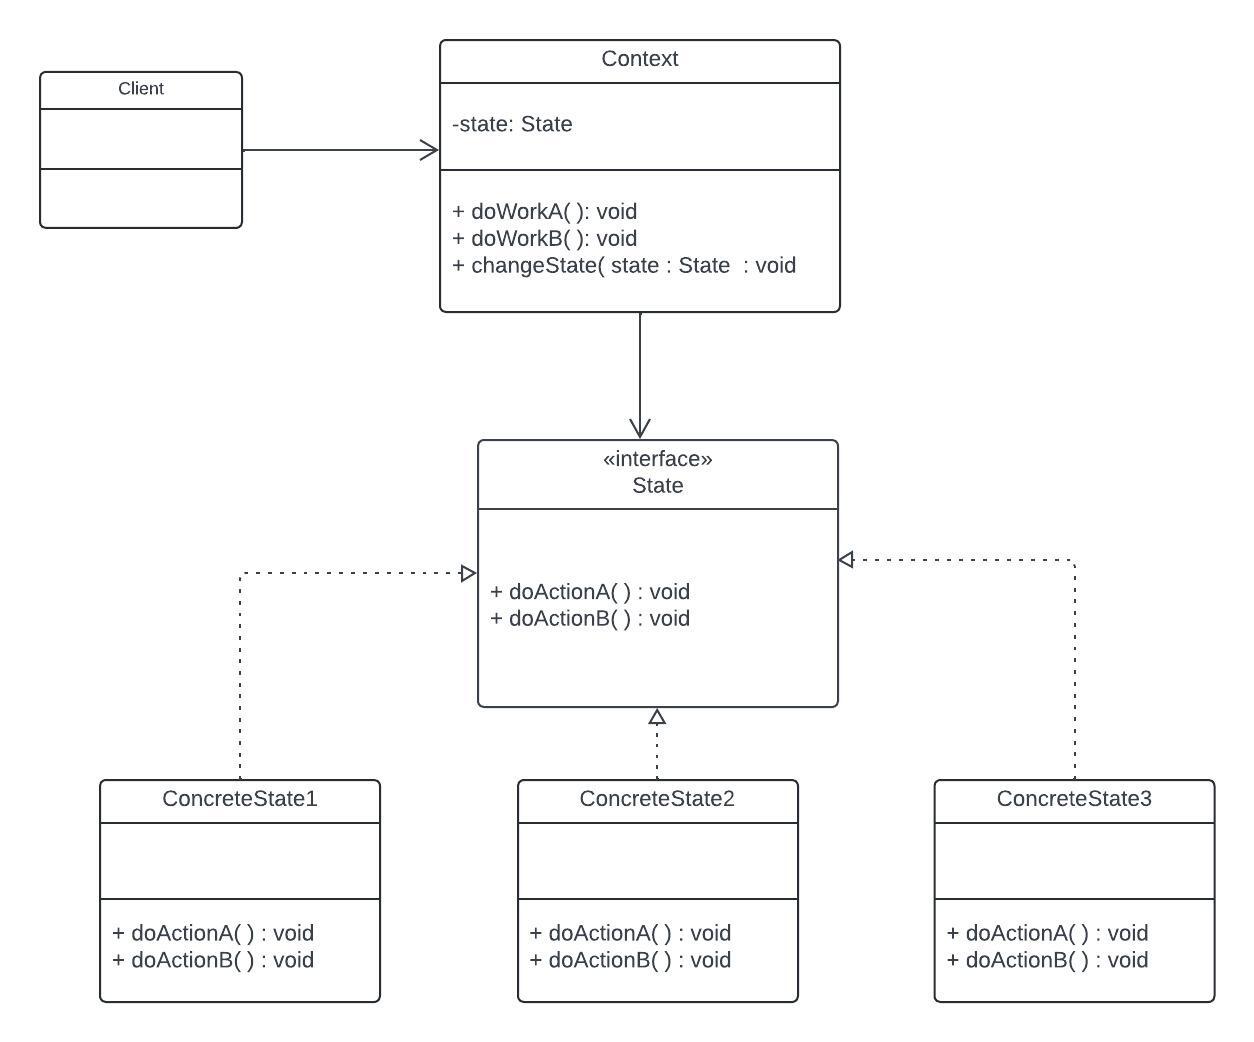 Client
Context
-state: State
+ doWorkA( ): void
+ doWorkB( ): void
+ changeState( state : State  : void
«interface»
State
+ doActionA( ) : void
+ doActionB( ) : void
ConcreteState1
+ doActionA( ) : void
+ doActionB( ) : void
ConcreteState2
+ doActionA( ) : void
+ doActionB( ) : void
ConcreteState3
+ doActionA( ) : void
+ doActionB( ) : void